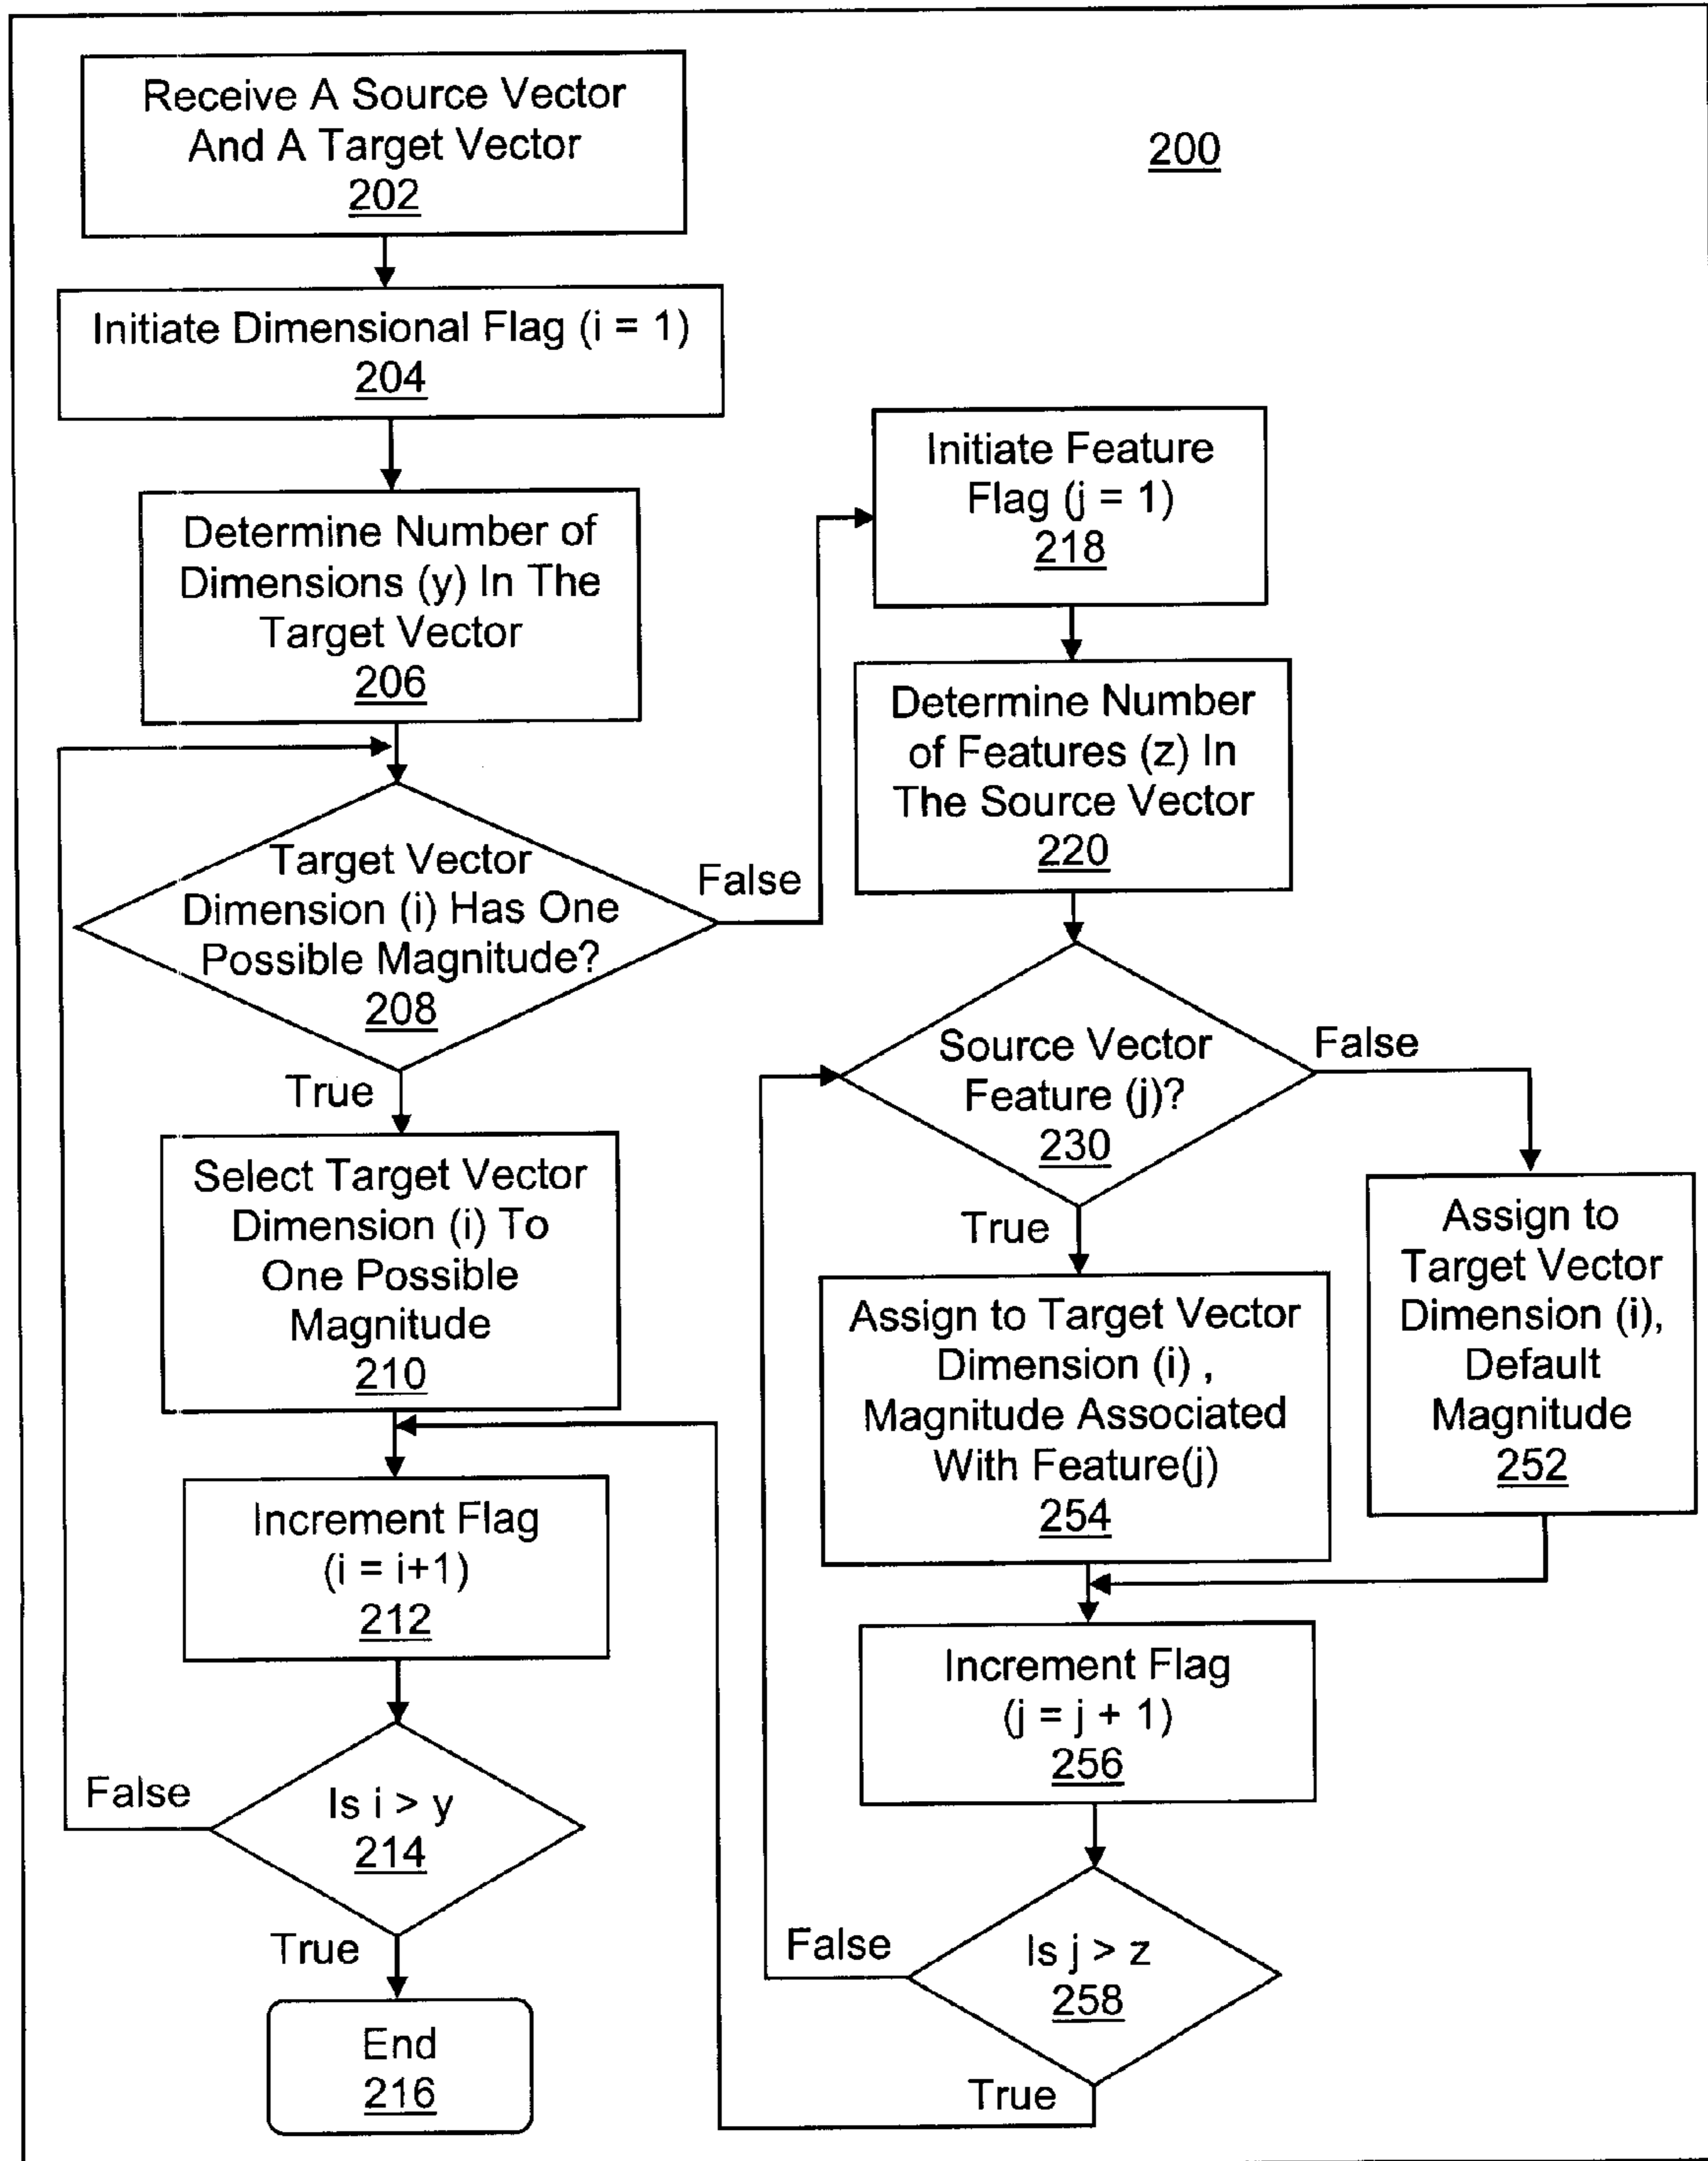 Receive A Source Vector
And A Target Vector
202
200
Initiate Dimensional Flag (i = 1)
204
Determine Number of
Dimensions (y) In The
Target Vector
206
Target Vector
Dimension (i) Has One
Possible Magnitude?
208
False
True
Select Target Vector
Dimension (i) To
One Possible
Magnitude
210
Increment Flag
(i = i+1)
212
Is i > y
214
False
True
End
216
Initiate Feature
Flag (j = 1)
218
Determine Number
of Features (z) In
The Source Vector
220
Source Vector
Feature (j)?
230
False
True
Assign to
Target Vector
Dimension (i),
Default
Magnitude
252
Assign to Target Vector
Dimension (i) ,
Magnitude Associated
With Feature(j)
254
Increment Flag
(j = j + 1)
256
Is j > z
258
False
True